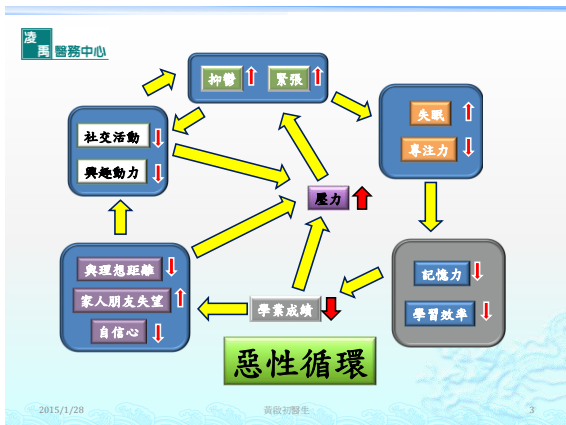 凌禹 醫務中心
抑鬱 緊張
失眠
專注力
社交活動
興趣動力
壓力
與理想距離
家人朋友失望
自信心
記憶力
學習效率
學業成績
惡性循環
2015/1/28 黃啟初醫生 3